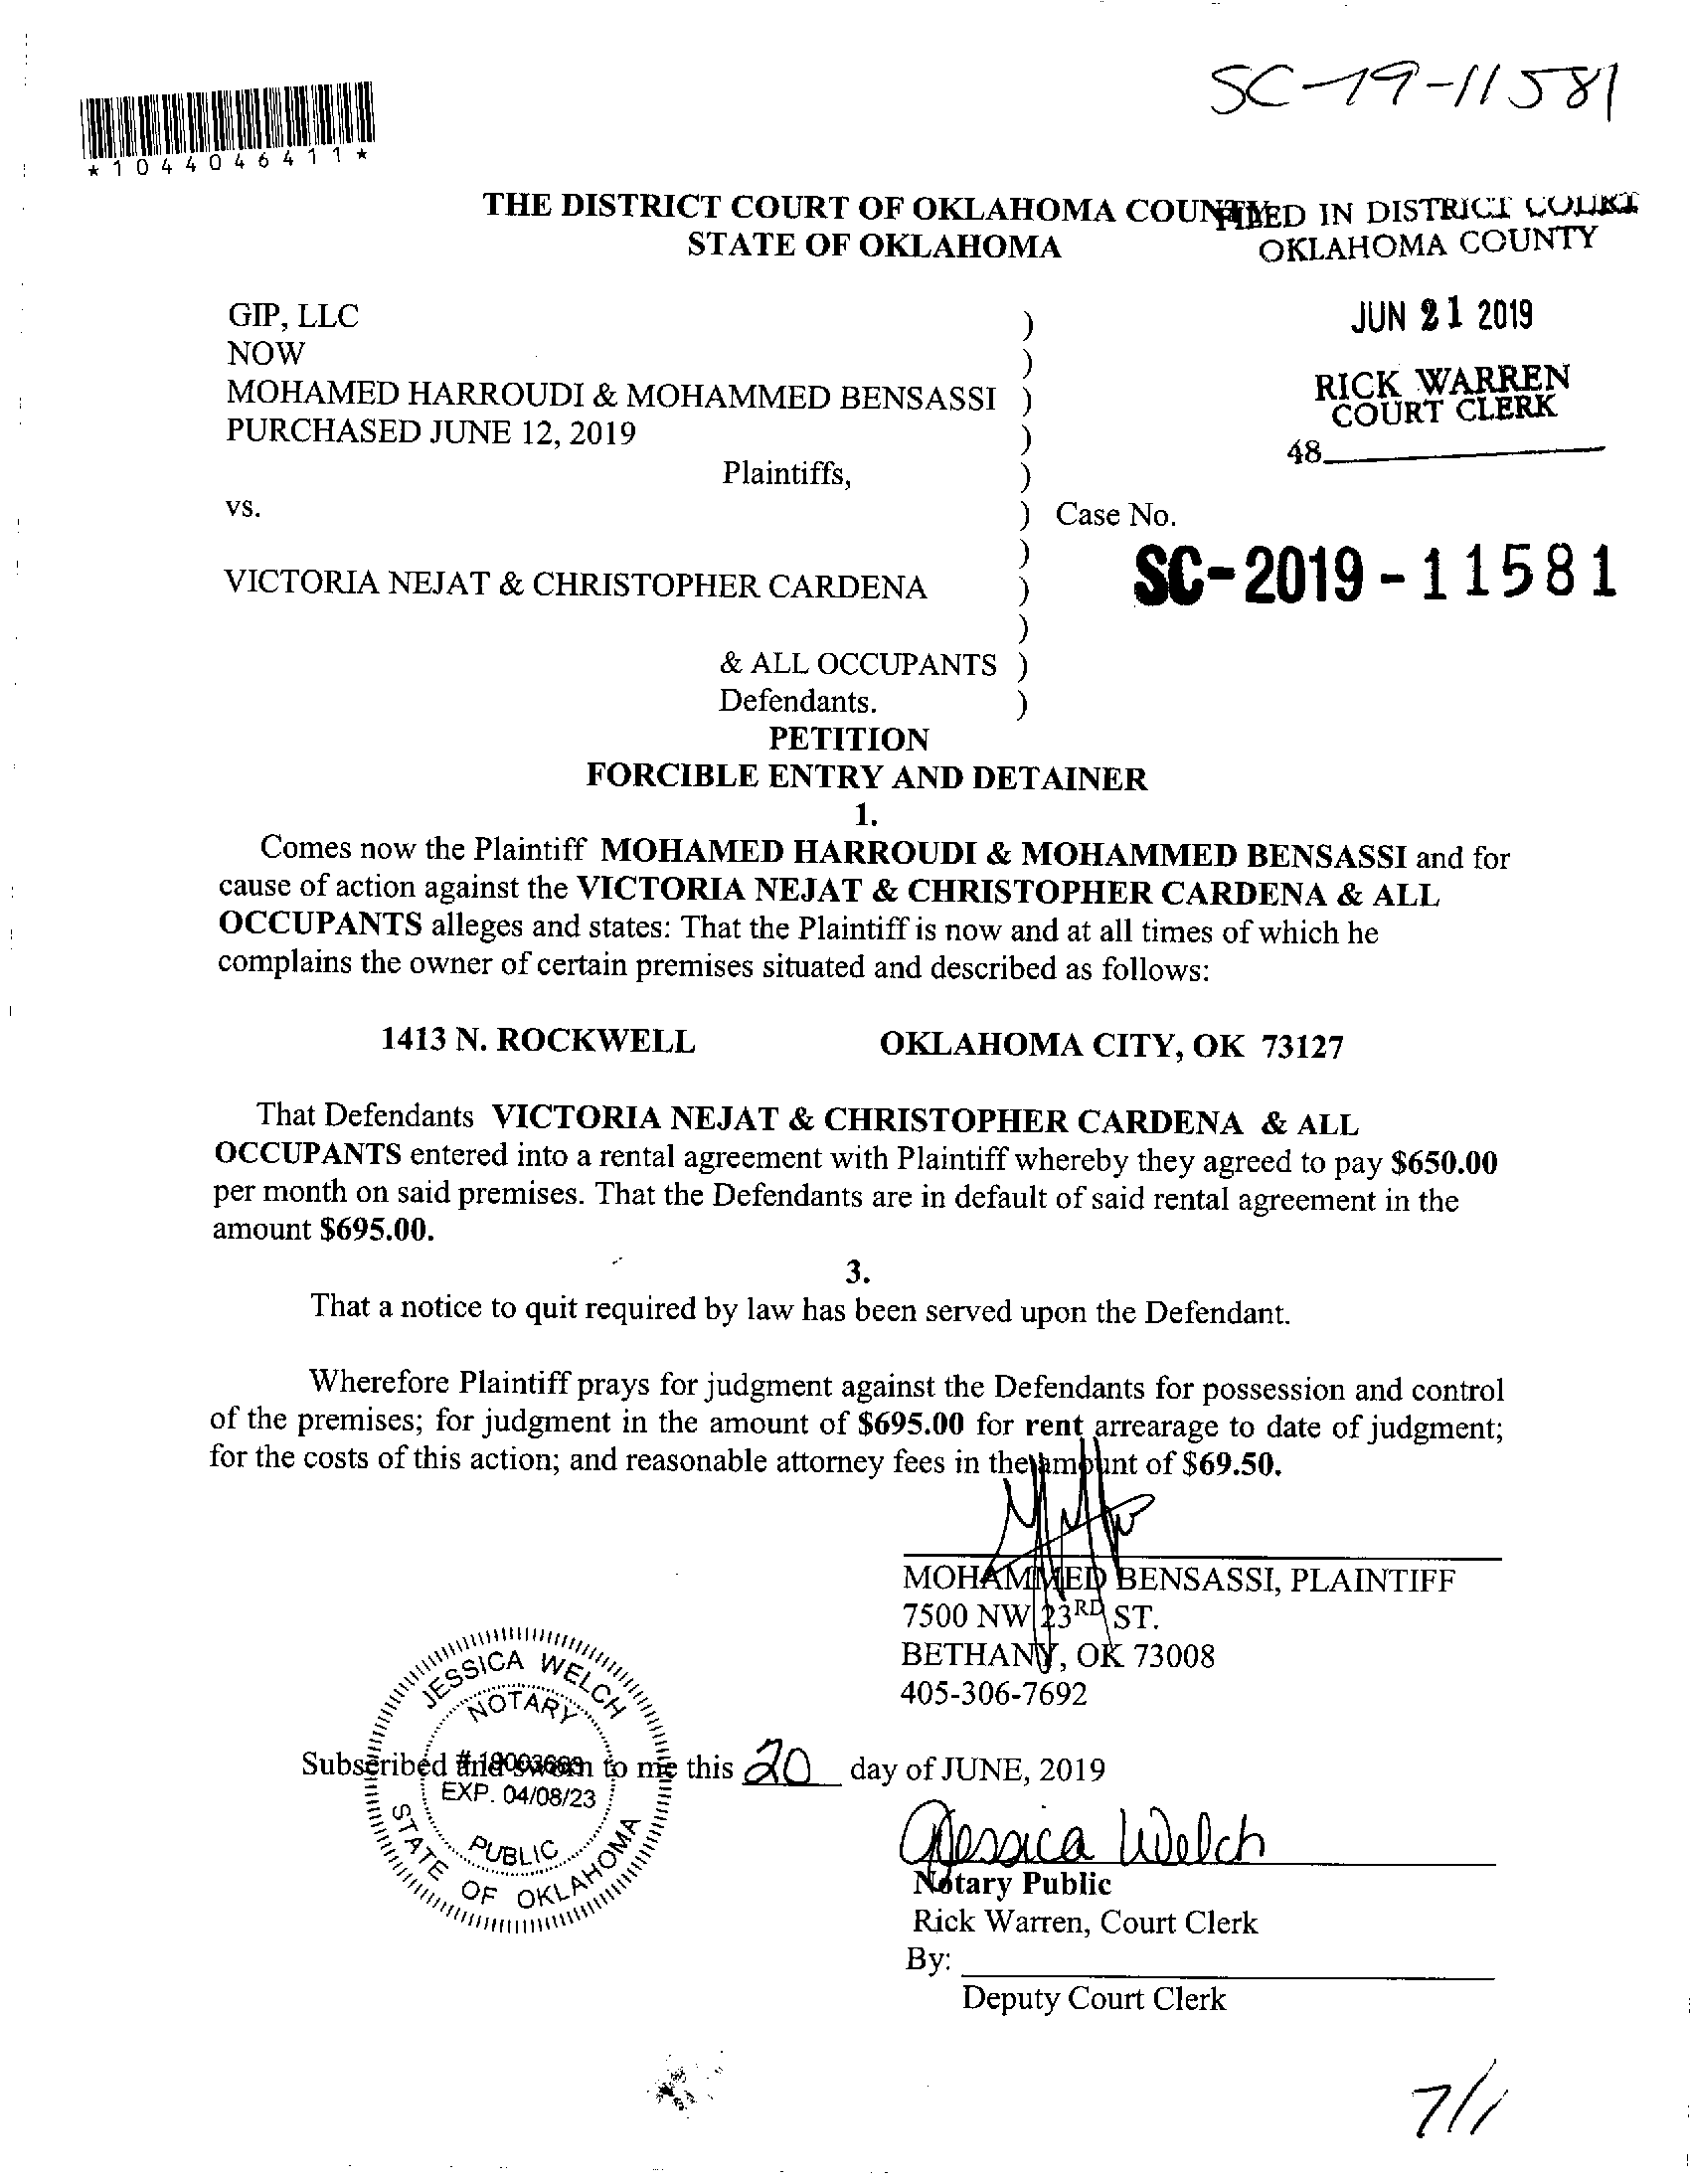 SC-19-11581
*1044046411*
THE DISTRICT COURT OF OKLAHOMA COUNTY
STATE OF OKLAHOMA
FILED IN DISTRICT COURT
OKLAHOMA COUNTY
JUN 21 2019
RICK WARREN
COURT CLERK
48
GIP, LLC )
NOW )
MOHAMED HARROUDI & MOHAMMED BENSASSI )
PURCHASED JUNE 12, 2019 )
Plaintiffs, )
vs. ) Case No.
)
SC-2019-11581
VICTORIA NEJAT & CHRISTOPHER CARDENA )
)
& ALL OCCUPANTS )
Defendants. )
PETITION
FORCIBLE ENTRY AND DETAINER
1.
Comes now the Plaintiff MOHAMED HARROUDI & MOHAMMED BENSASSI and for
cause of action against the VICTORIA NEJAT & CHRISTOPHER CARDENA & ALL
OCCUPANTS alleges and states: That the Plaintiff is now and at all times of which he
complains the owner of certain premises situated and described as follows:
1413 N. ROCKWELL OKLAHOMA CITY, OK 73127
That Defendants VICTORIA NEJAT & CHRISTOPHER CARDENA & ALL
OCCUPANTS entered into a rental agreement with Plaintiff whereby they agreed to pay $650.00
per month on said premises. That the Defendants are in default of said rental agreement in the
amount $695.00.
3.
That a notice to quit required by law has been served upon the Defendant.
Wherefore Plaintiff prays for judgment against the Defendants for possession and control
of the premises; for judgment in the amount of $695.00 for rent arrearage to date of judgment;
for the costs of this action; and reasonable attorney fees in the amount of $69.50.
MOHAMMED BENSASSI, PLAINTIFF
7500 NW 23RD ST.
BETHANY, OK 73008
405-306-7692
JESSICA WELCH
NOTARY
Subscribed and sworn to me this 20 day of JUNE, 2019
EXP. 04/08/23
PUBLIC
STATE OF OKLAHOMA
Jessica Welch
Notary Public
Rick Warren, Court Clerk
By:
Deputy Court Clerk
7/1